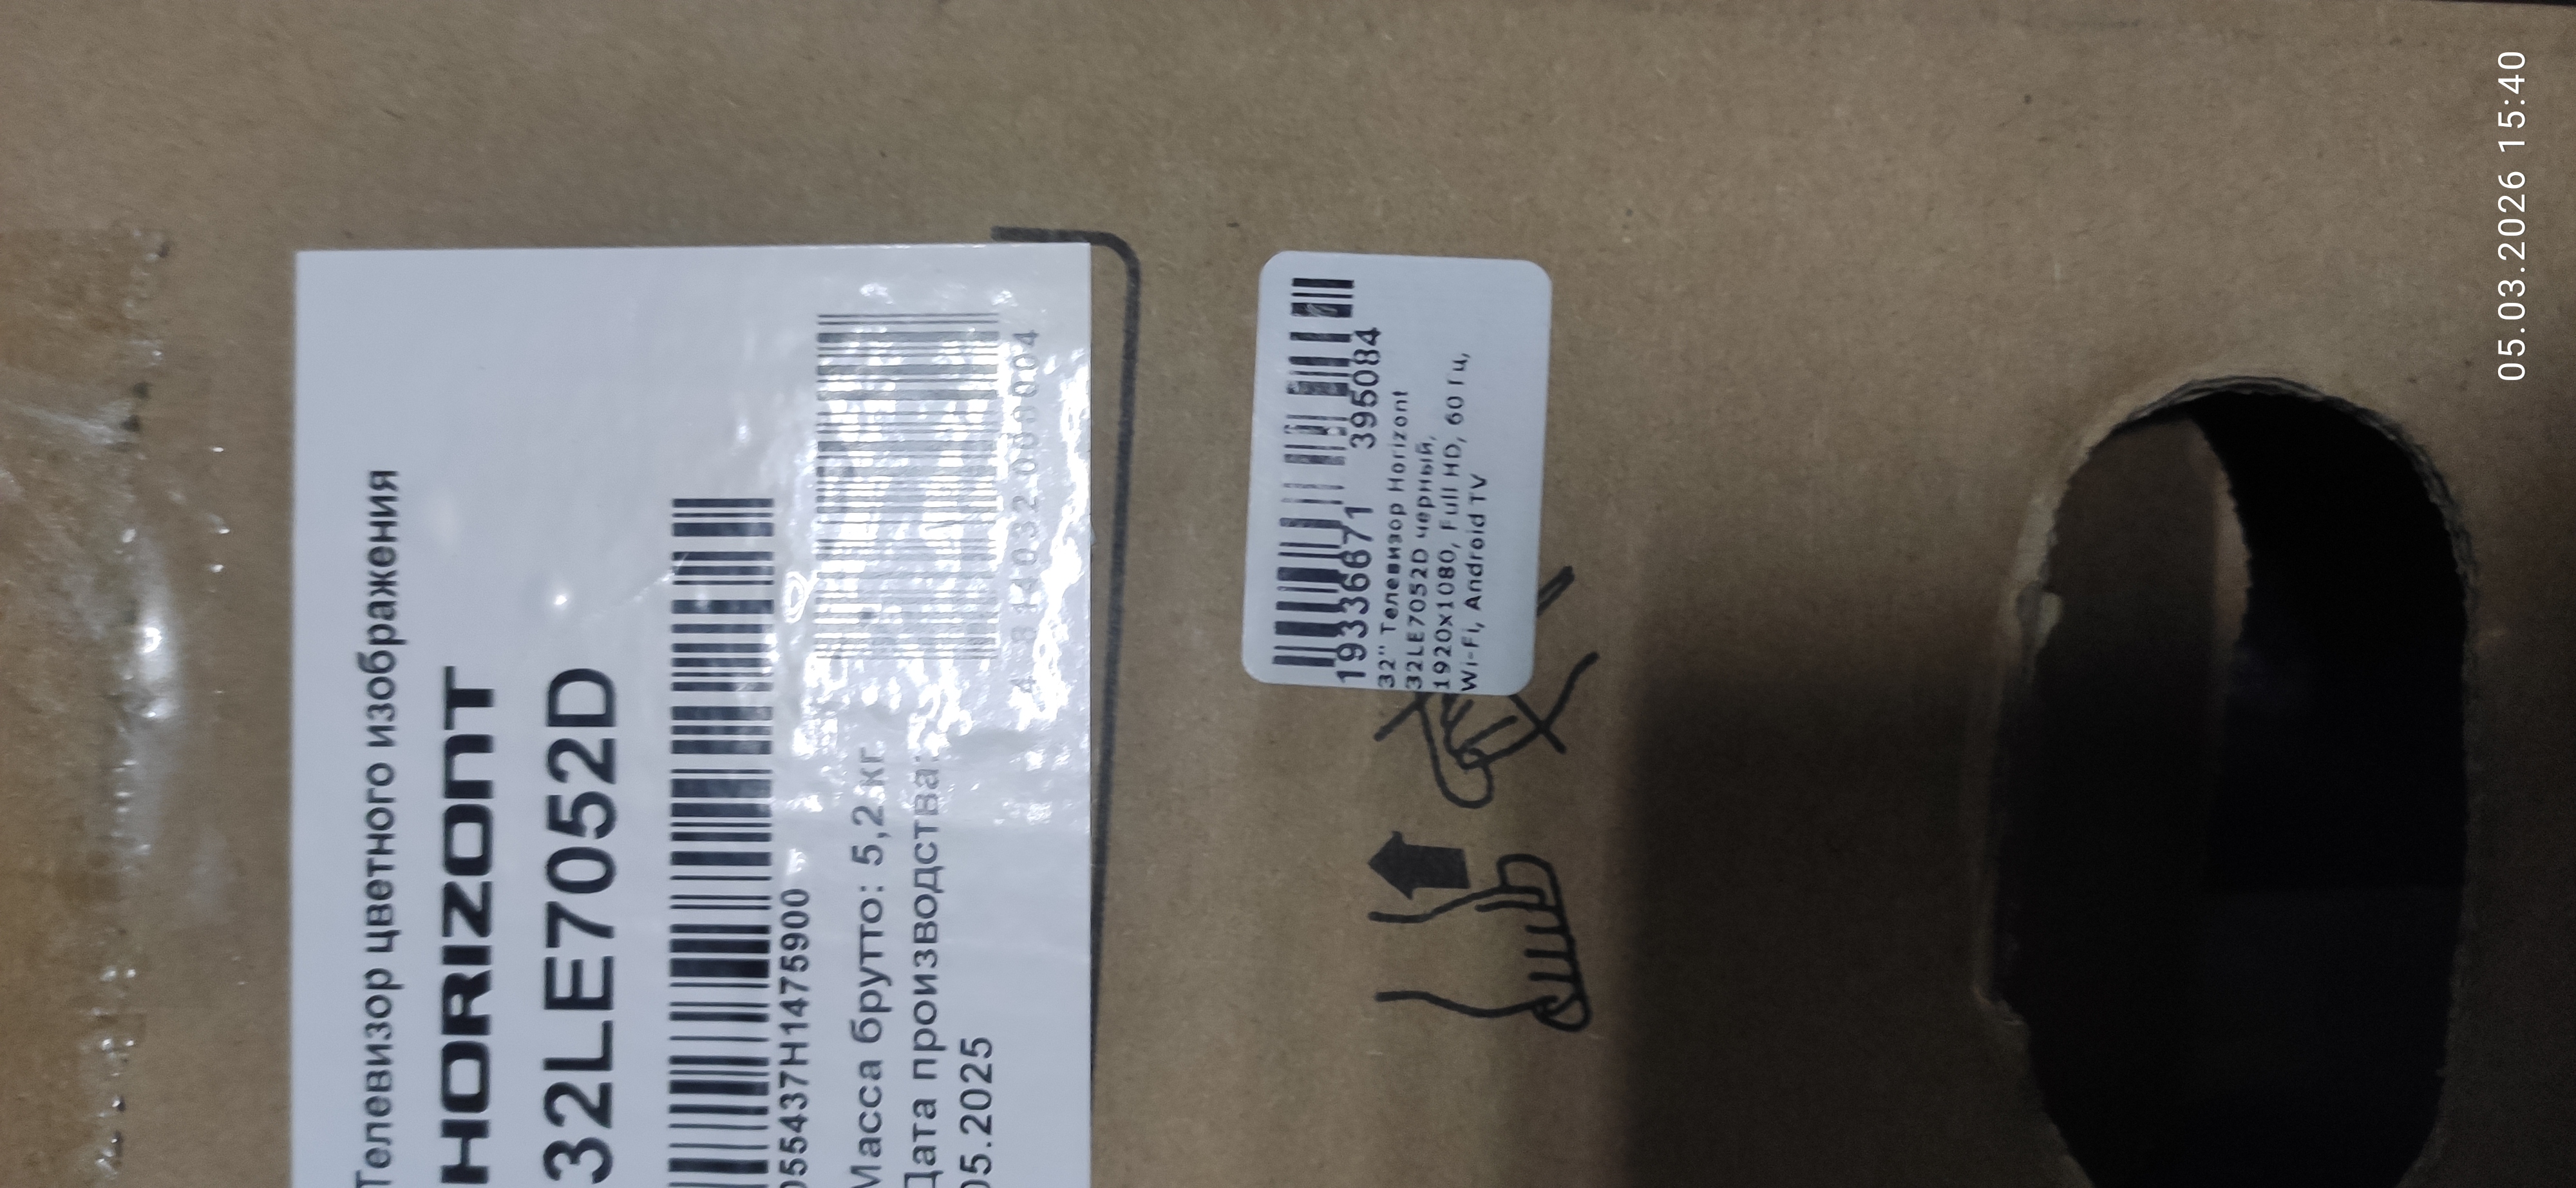 Телевизор цветного изображения
HORIZONT
32LE7052D
055437H1475900
Масса брутто: 5,2 кг.
Дата производства:
05.2025
19336671 395084
32" Телевизор Horizont
32LE7052D черный,
1920x1080, Full HD, 60 Гц,
Wi-Fi, Android TV
05.03.2026 15:40